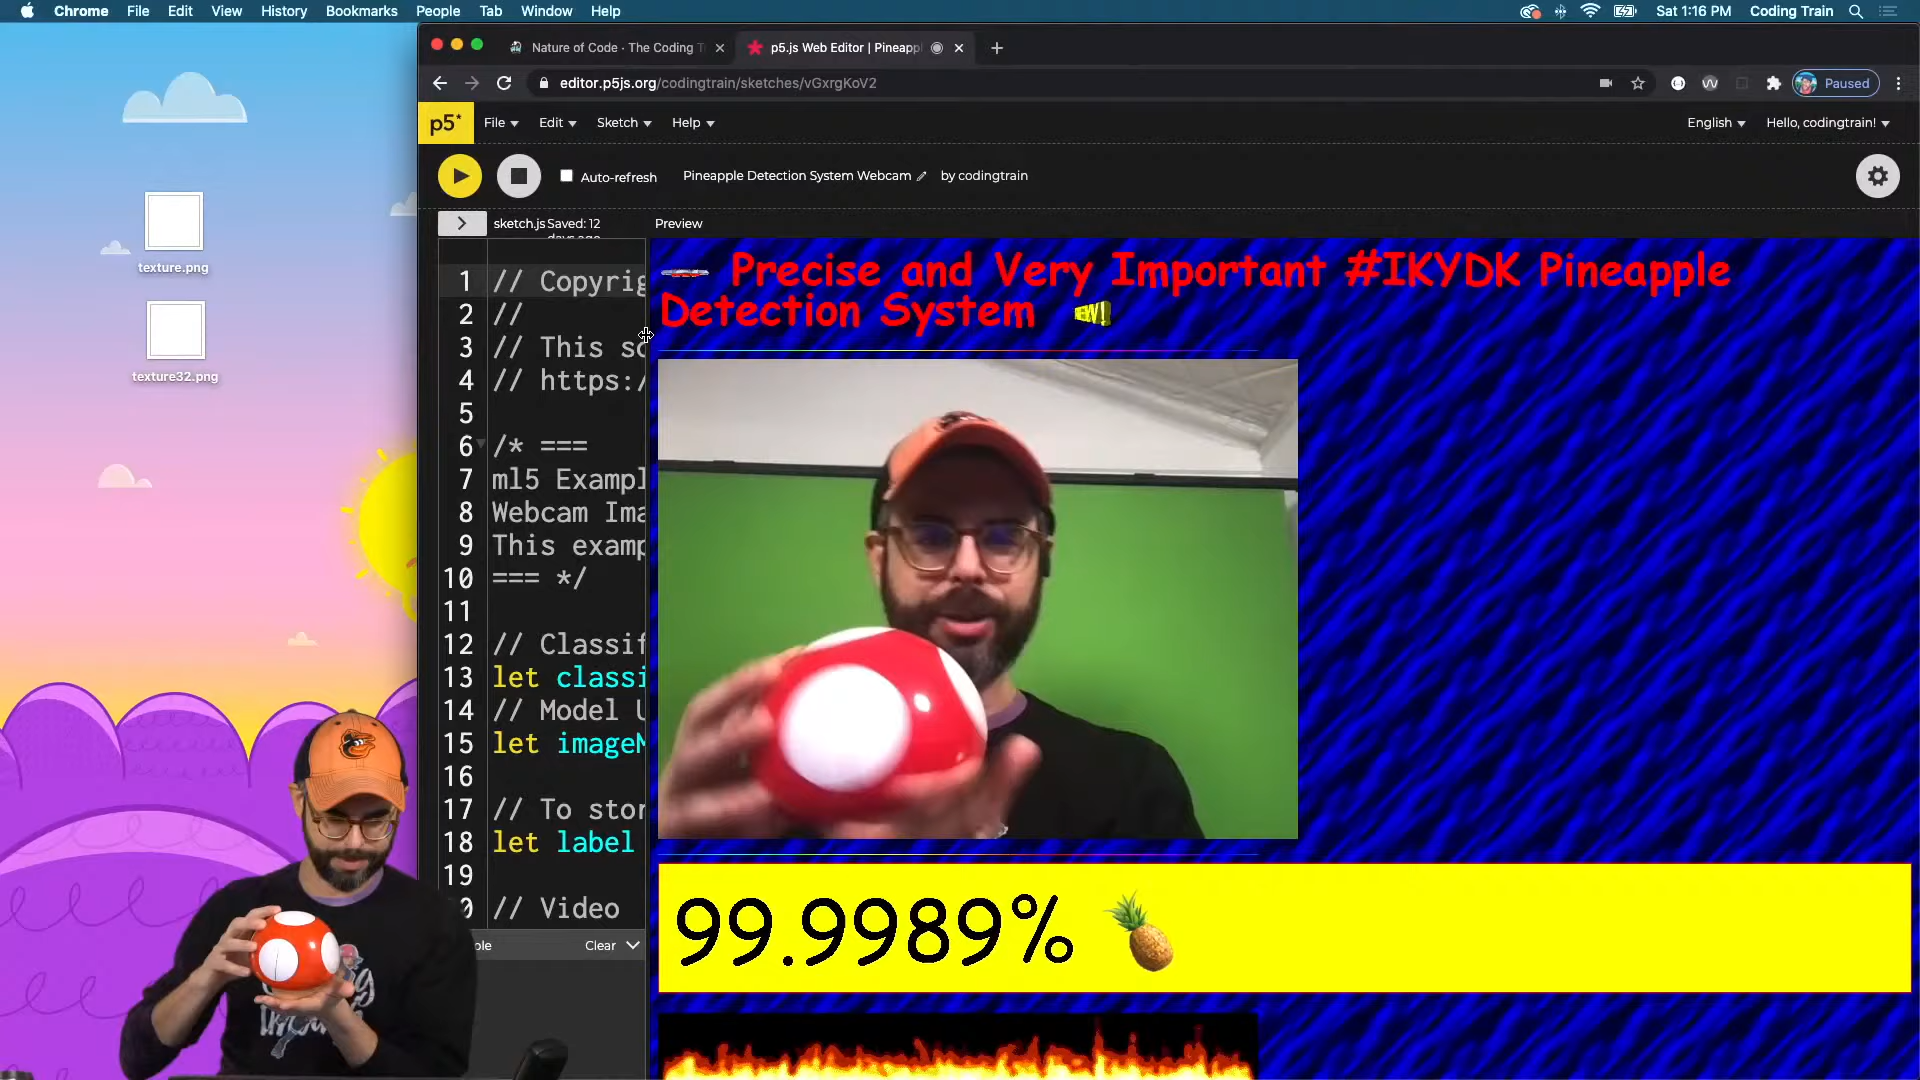 Chrome File Edit View History Bookmarks People Tab Window Help
Sat 1:16 PM Coding Train
Nature of Code · The Coding T
p5.js Web Editor | Pineapp
editor.p5js.org/codingtrain/sketches/vGxrgKoV2
Paused
p5* File Edit Sketch Help
English Hello, codingtrain!
Auto-refresh Pineapple Detection System Webcam by codingtrain
sketch.js Saved: 12 days ago
Preview
texture.png
texture32.png
Precise and Very Important #IKYDK Pineapple
Detection System
1 // Copyrig
2 //
3 // This so
4 // https:/
5
6 /* ===
7 ml5 Exampl
8 Webcam Ima
9 This examp
10 === */
11
12 // Classif
13 let classi
14 // Model U
15 let imageM
16
17 // To stor
18 let label
19
// Video
Clear
99.9989%